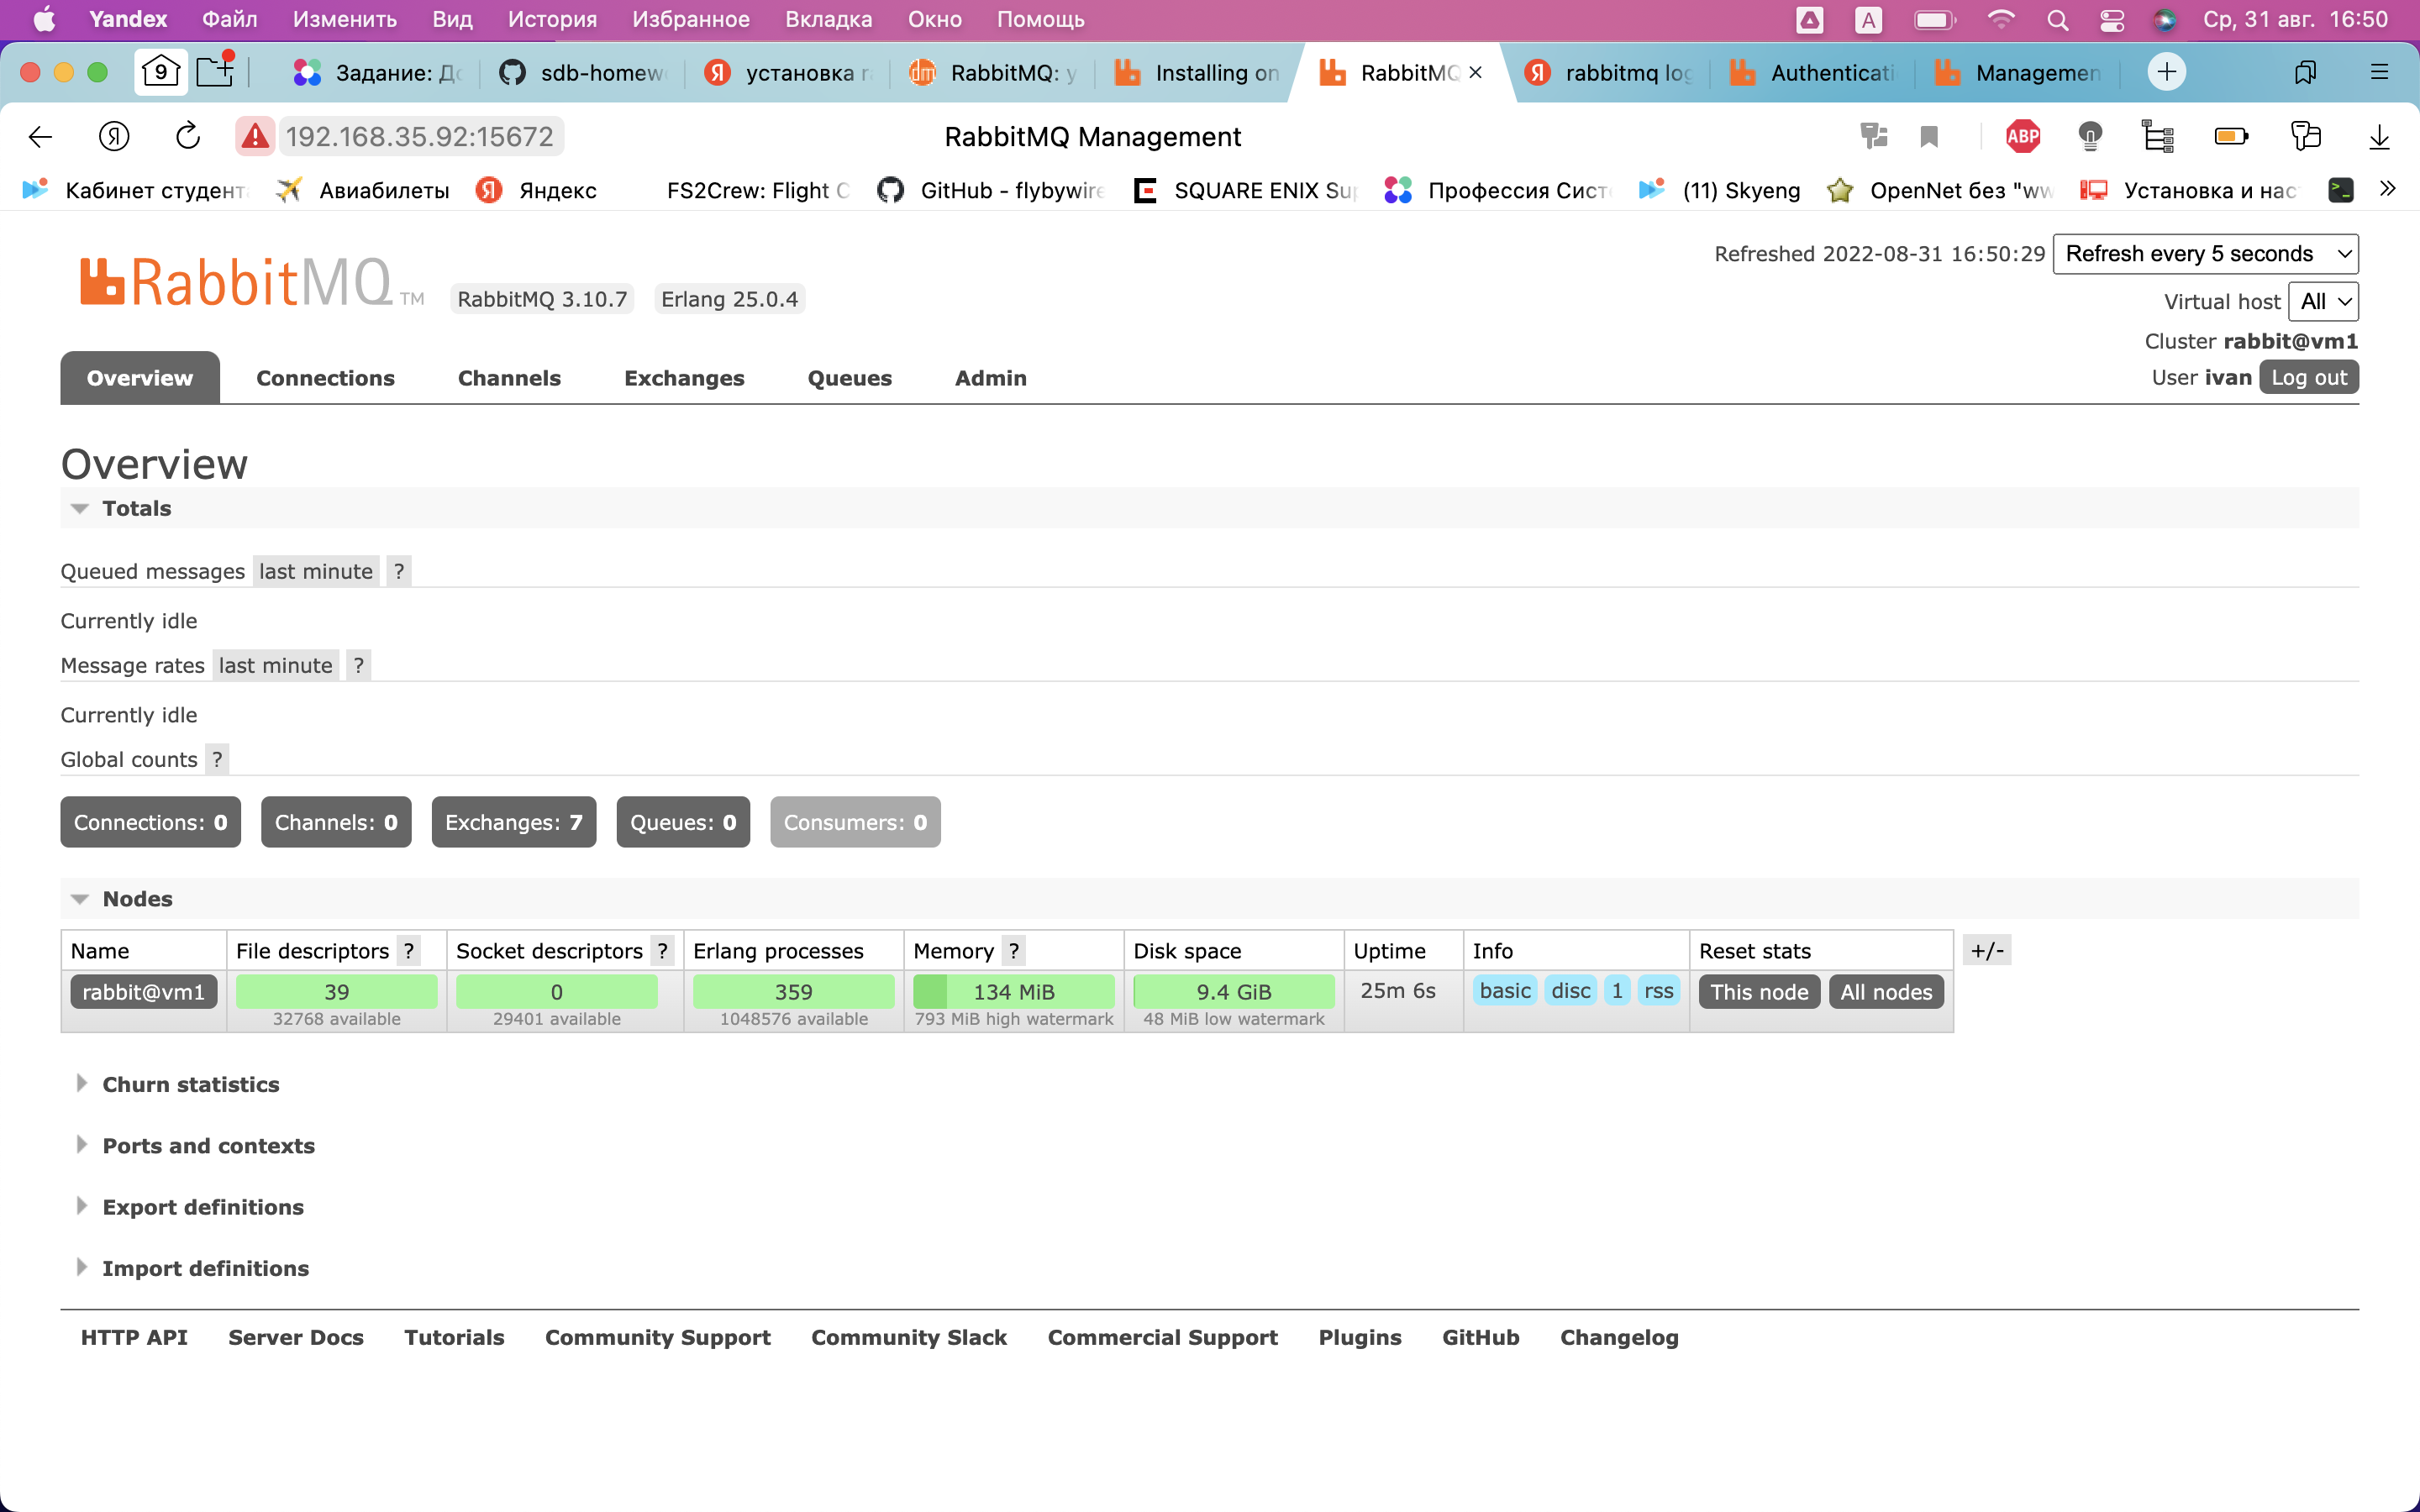 Yandex Файл Изменить Вид История Избранное Вкладка Окно Помощь A Ср, 31 авг. 16:50
9 Задание: До sdb-homew установка r RabbitMQ: у Installing on RabbitMQ rabbitmq log Authenticati Managemen
192.168.35.92:15672 RabbitMQ Management ABP
Кабинет студент Авиабилеты Яндекс FS2Crew: Flight C GitHub - flybywire SQUARE ENIX Sup Профессия Сист (11) Skyeng OpenNet без "ww Установка и нас
Refreshed 2022-08-31 16:50:29 Refresh every 5 seconds
RabbitMQ TM RabbitMQ 3.10.7 Erlang 25.0.4
Virtual host All
Cluster rabbit@vm1
User ivan Log out
Overview Connections Channels Exchanges Queues Admin
Overview
Totals
Queued messages last minute ?
Currently idle
Message rates last minute ?
Currently idle
Global counts ?
Connections: 0 Channels: 0 Exchanges: 7 Queues: 0 Consumers: 0
Nodes
Name File descriptors ? Socket descriptors ? Erlang processes Memory ? Disk space Uptime Info Reset stats +/-
rabbit@vm1 39 0 359 134 MiB 9.4 GiB 25m 6s basic disc 1 rss This node All nodes
32768 available 29401 available 1048576 available 793 MiB high watermark 48 MiB low watermark
Churn statistics
Ports and contexts
Export definitions
Import definitions
HTTP API Server Docs Tutorials Community Support Community Slack Commercial Support Plugins GitHub Changelog